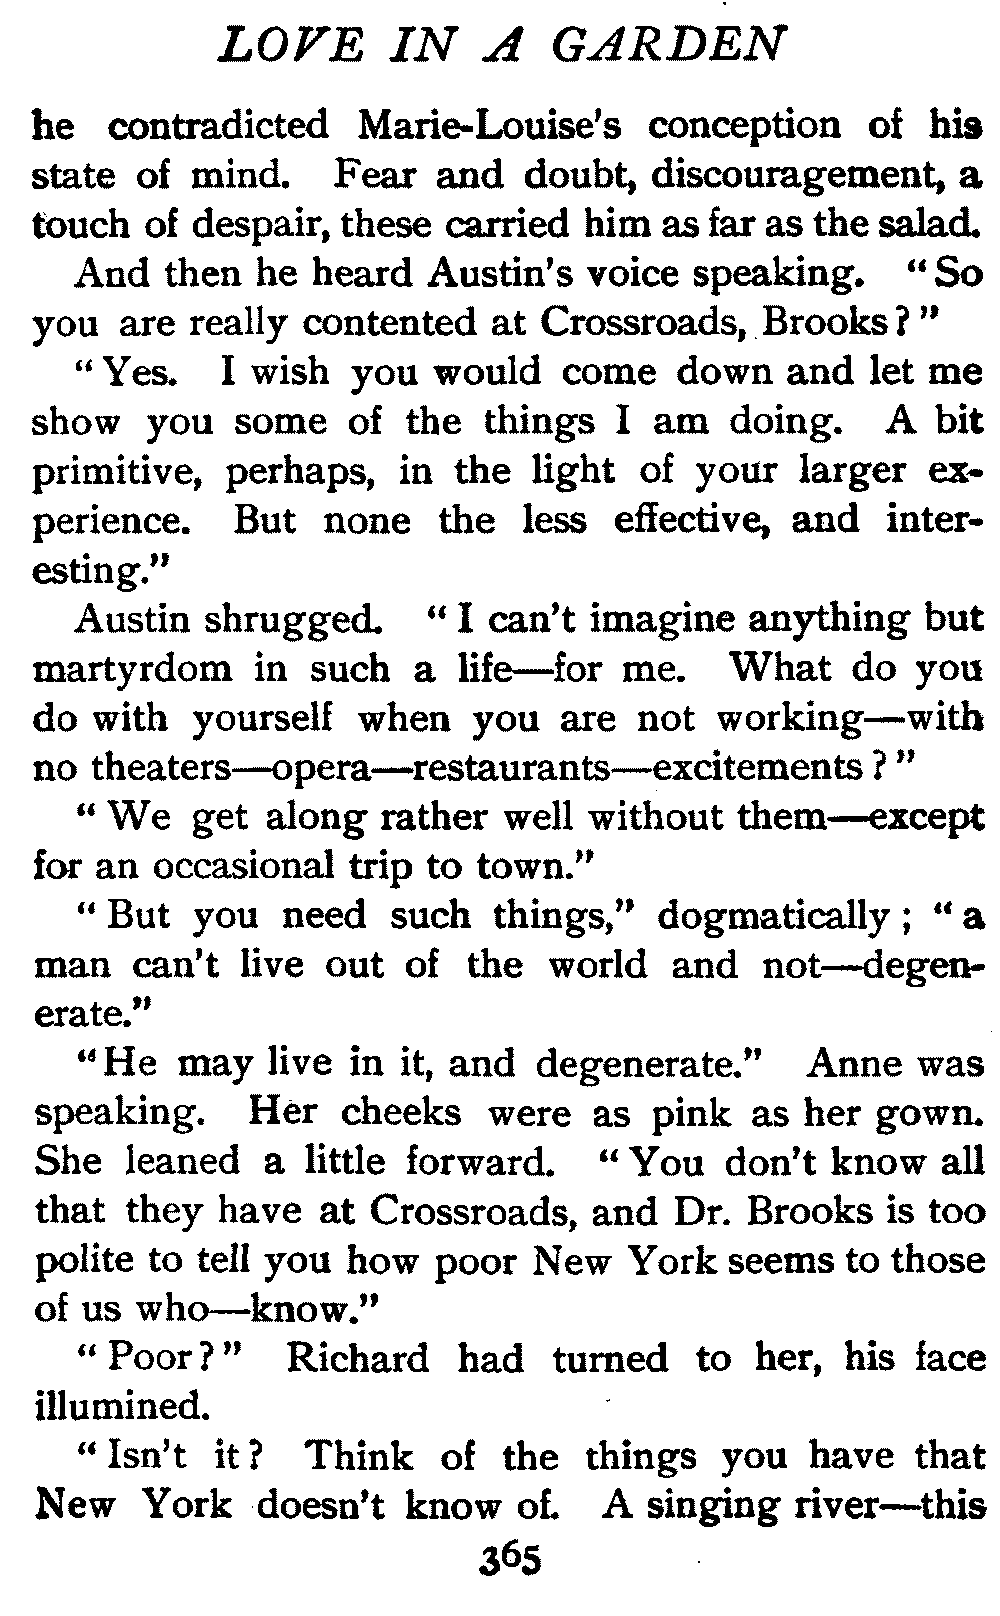 LOVE IN A GARDEN
he contradicted Marie-Louise's conception of his
state of mind. Fear and doubt, discouragement, a
touch of despair, these carried him as far as the salad.
And then he heard Austin's voice speaking. "So
you are really contented at Crossroads, Brooks?"
"Yes. I wish you would come down and let me
show you some of the things I am doing. A bit
primitive, perhaps, in the light of your larger ex-
perience. But none the less effective, and inter-
esting."
Austin shrugged. "I can't imagine anything but
martyrdom in such a life—for me. What do you
do with yourself when you are not working—with
no theaters—opera—restaurants—excitements?"
"We get along rather well without them—except
for an occasional trip to town."
"But you need such things," dogmatically; "a
man can't live out of the world and not—degen-
erate."
"He may live in it, and degenerate." Anne was
speaking. Her cheeks were as pink as her gown.
She leaned a little forward. "You don't know all
that they have at Crossroads, and Dr. Brooks is too
polite to tell you how poor New York seems to those
of us who—know."
"Poor?" Richard had turned to her, his face
illumined.
"Isn't it? Think of the things you have that
New York doesn't know of. A singing river—this
365